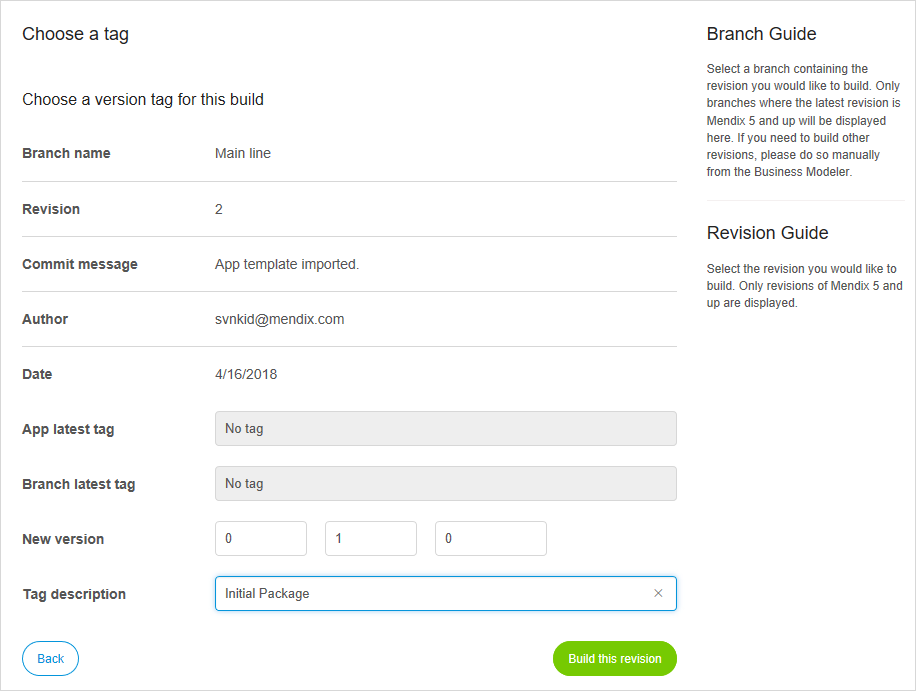 Choose a tag
Choose a version tag for this build
Branch name Main line
Revision 2
Commit message App template imported.
Author svnkid@mendix.com
Date 4/16/2018
App latest tag No tag
Branch latest tag No tag
New version 0 1 0
Tag description Initial Package ×
Back Build this revision
Branch Guide
Select a branch containing the
revision you would like to build. Only
branches where the latest revision is
Mendix 5 and up will be displayed
here. If you need to build other
revisions, please do so manually
from the Business Modeler.
Revision Guide
Select the revision you would like to
build. Only revisions of Mendix 5 and
up are displayed.